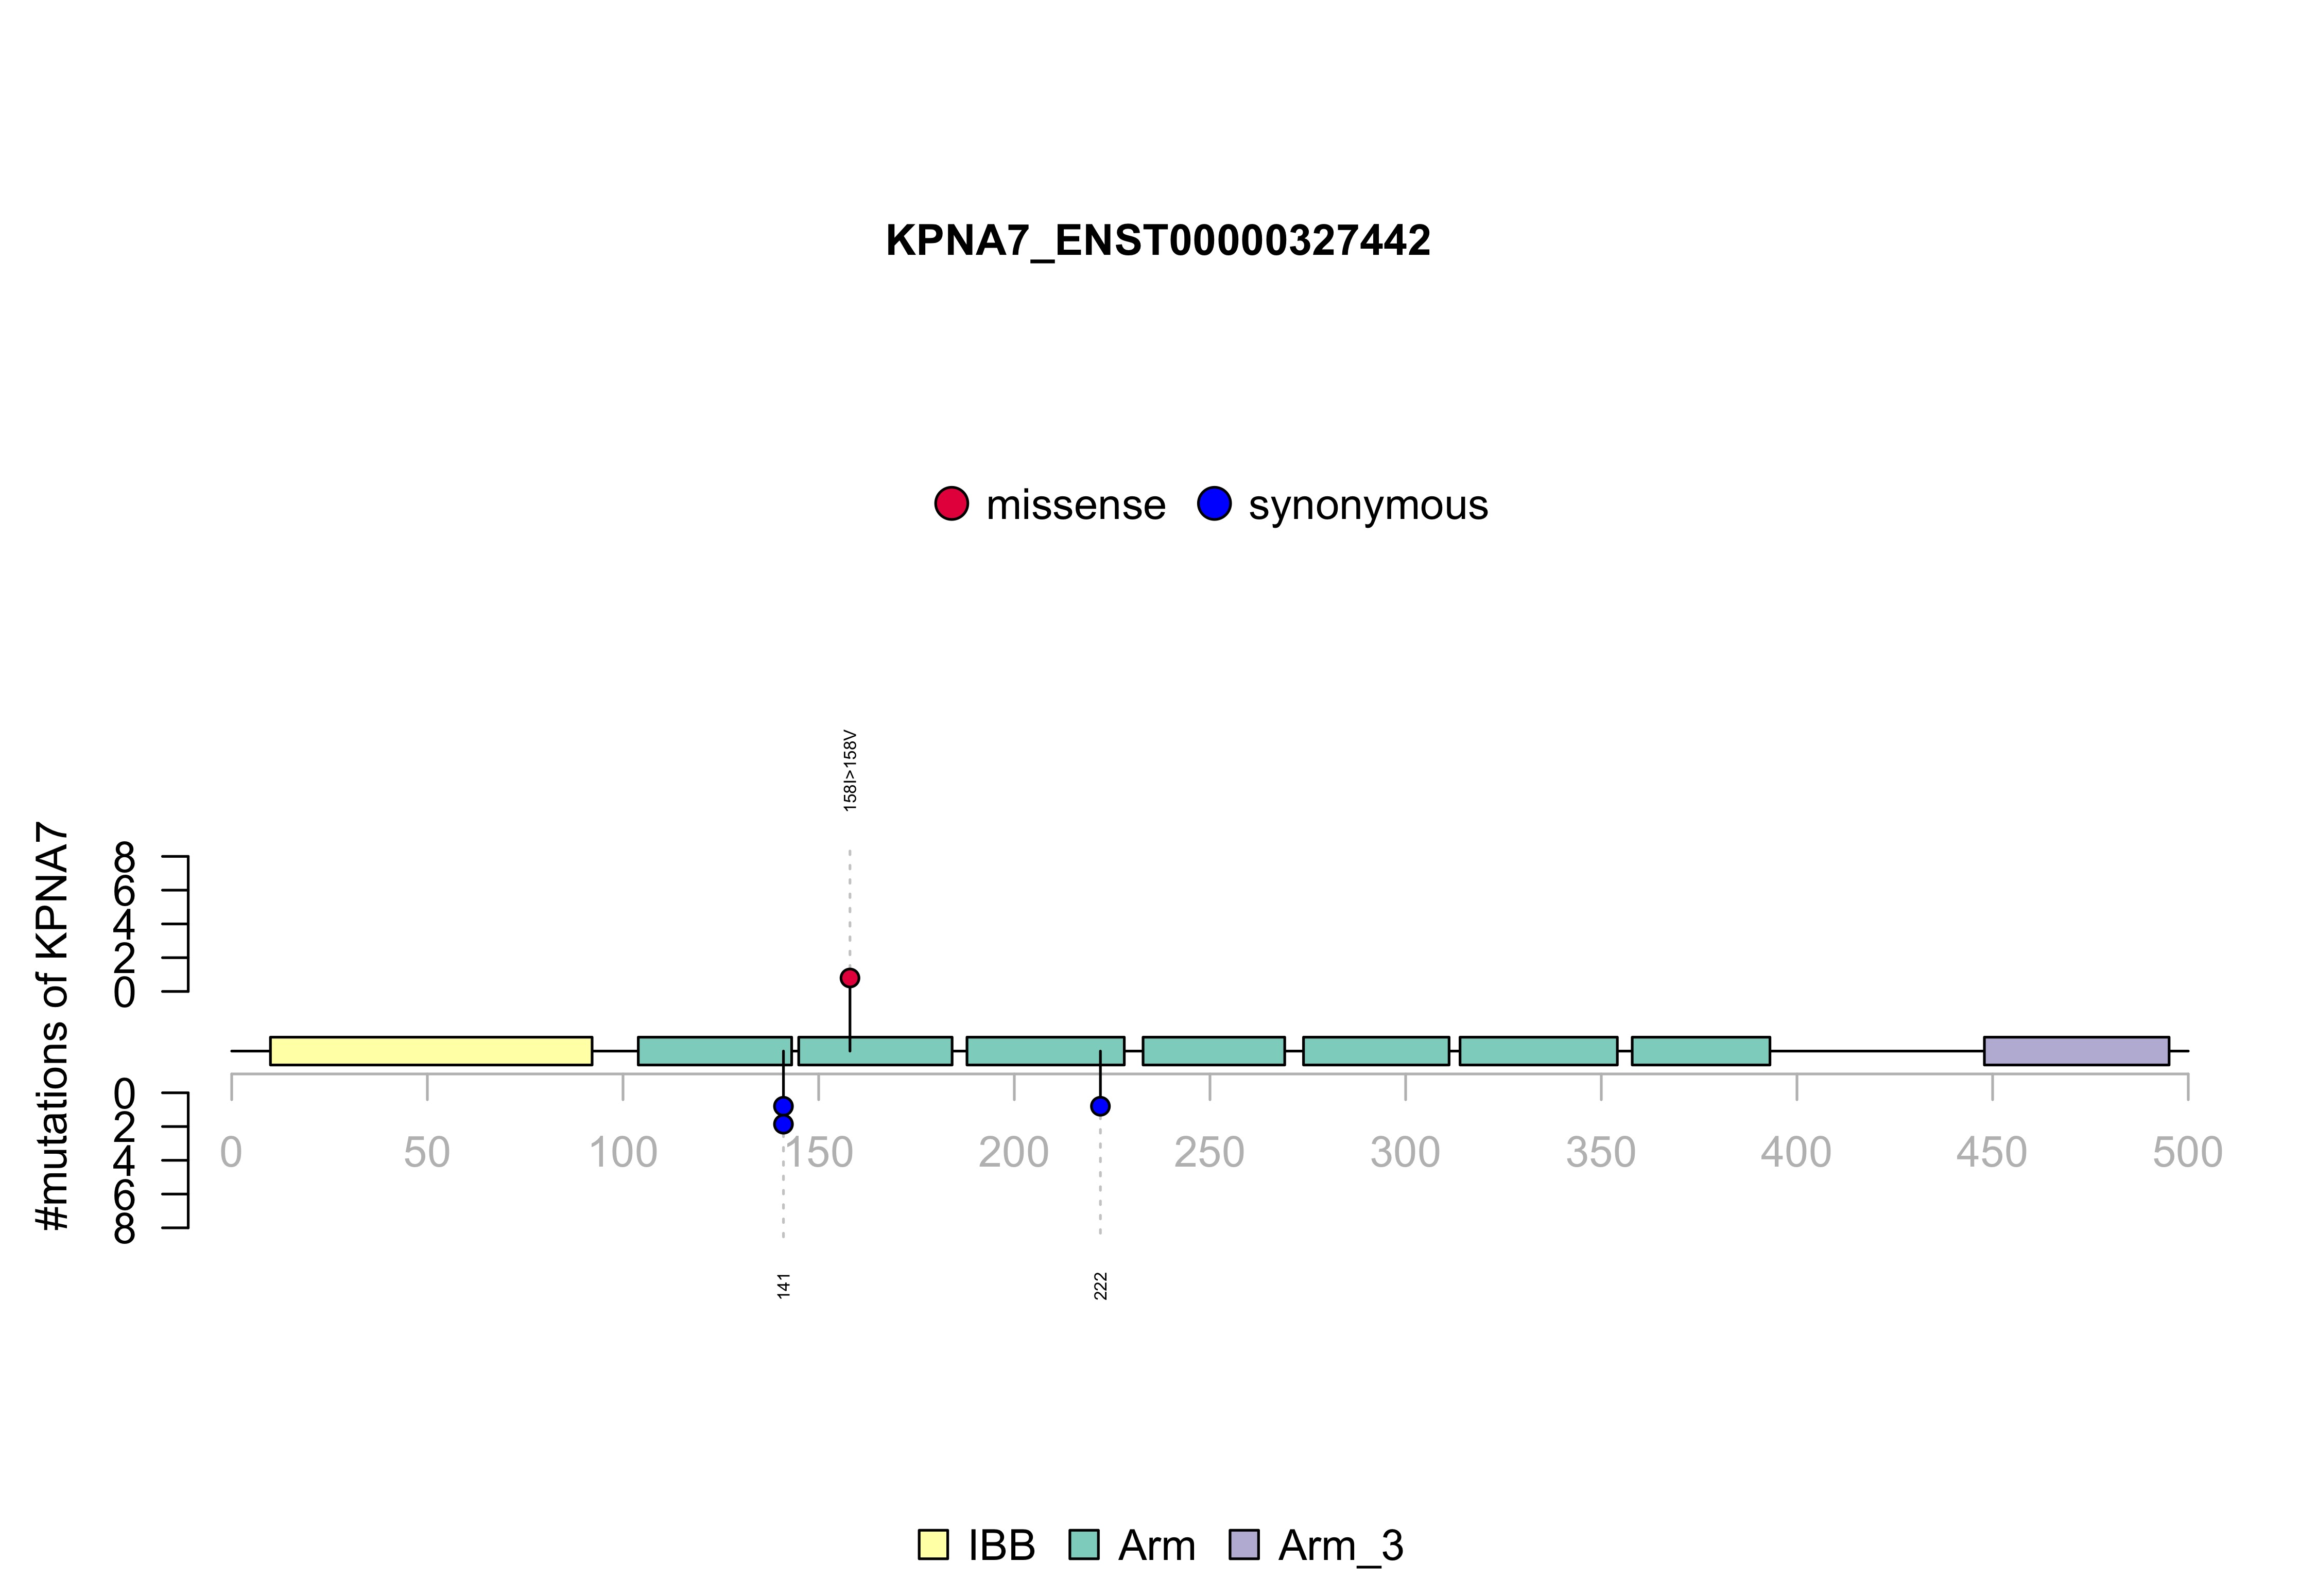 KPNA7_ENST00000327442
missense synonymous
158I>158V
#mutations of KPNA7
8
6
4
2
0
0
2
4
6
8
0 50 100 150 200 250 300 350 400 450 500
141 222
IBB Arm Arm_3